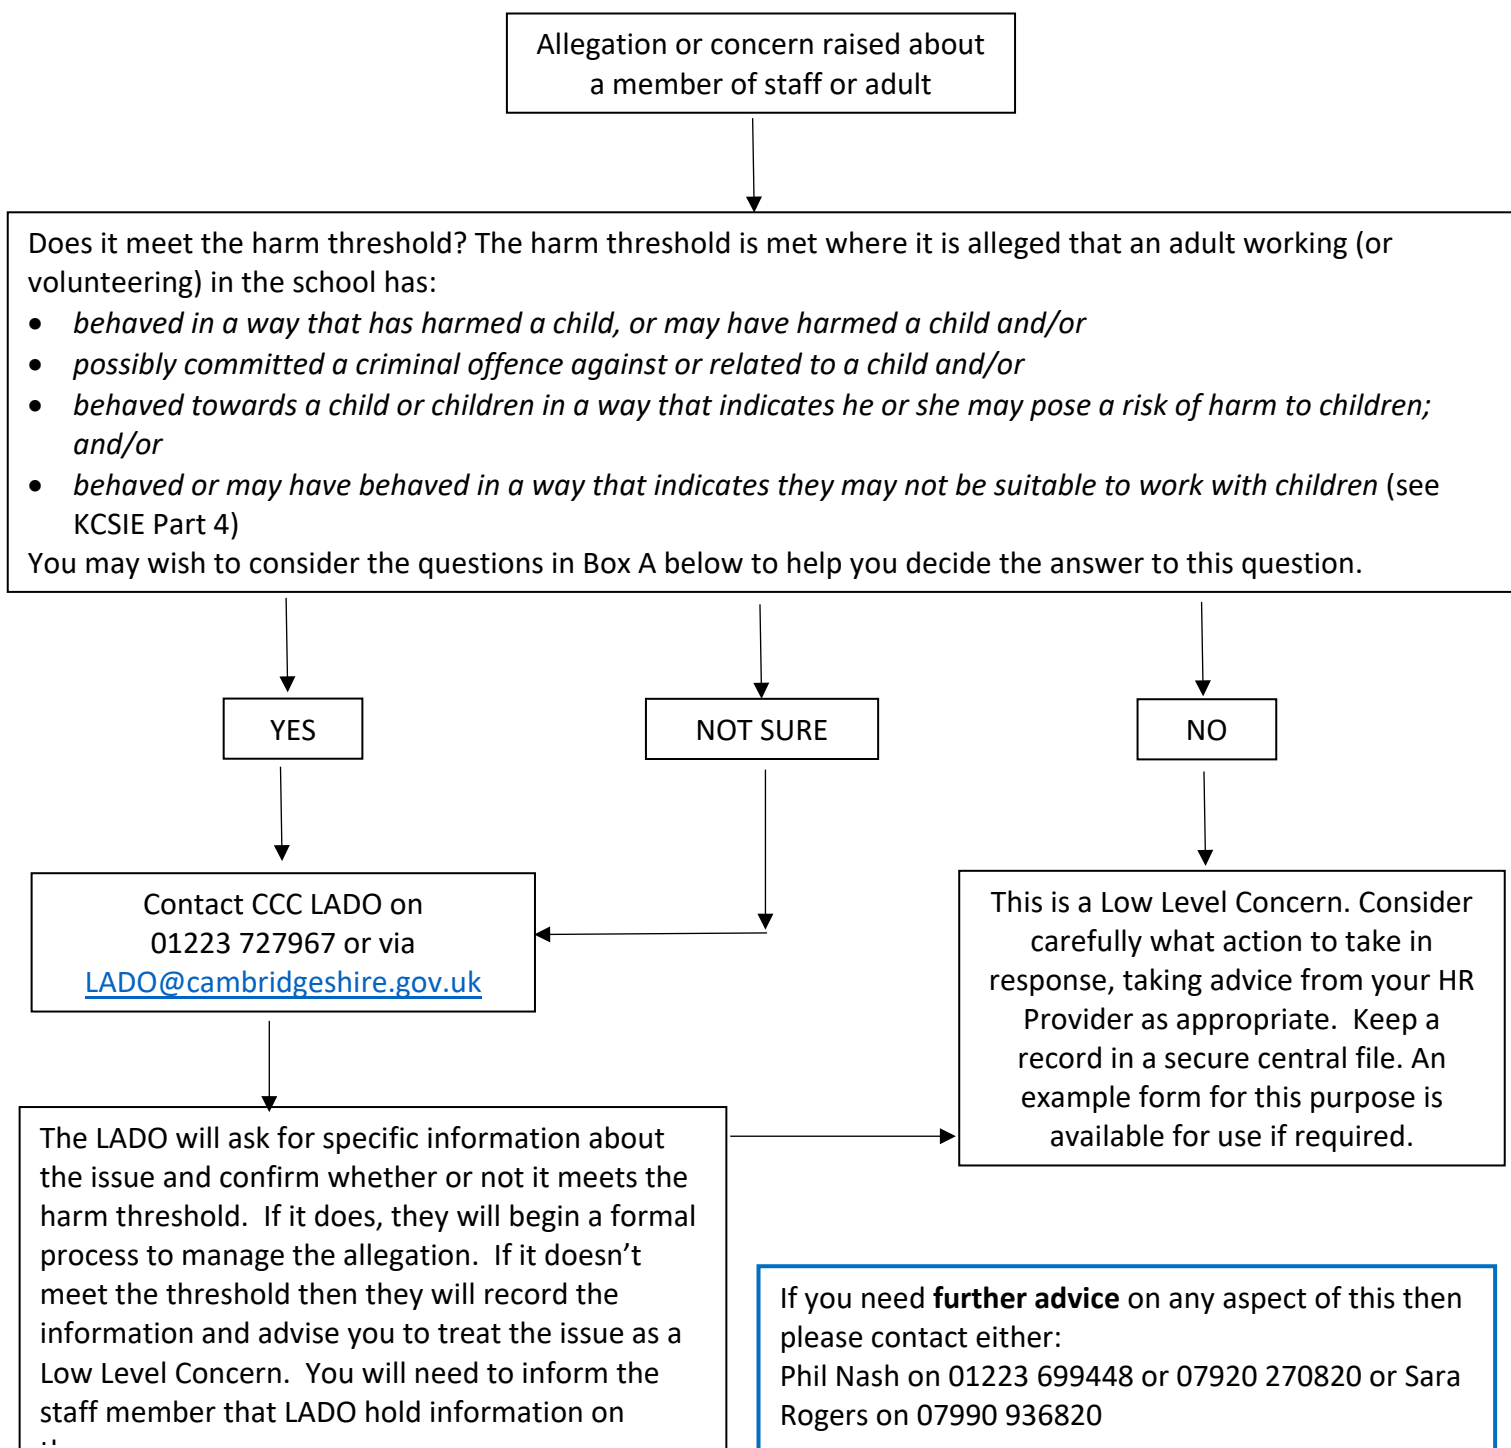 Allegation or concern raised about
a member of staff or adult
Does it meet the harm threshold? The harm threshold is met where it is alleged that an adult working (or
volunteering) in the school has:
• behaved in a way that has harmed a child, or may have harmed a child and/or
• possibly committed a criminal offence against or related to a child and/or
• behaved towards a child or children in a way that indicates he or she may pose a risk of harm to children;
and/or
• behaved or may have behaved in a way that indicates they may not be suitable to work with children (see
KCSIE Part 4)
You may wish to consider the questions in Box A below to help you decide the answer to this question.
YES
NOT SURE
NO
Contact CCC LADO on
01223 727967 or via
LADO@cambridgeshire.gov.uk
This is a Low Level Concern. Consider
carefully what action to take in
response, taking advice from your HR
Provider as appropriate. Keep a
record in a secure central file. An
example form for this purpose is
available for use if required.
The LADO will ask for specific information about
the issue and confirm whether or not it meets the
harm threshold. If it does, they will begin a formal
process to manage the allegation. If it doesn’t
meet the threshold then they will record the
information and advise you to treat the issue as a
Low Level Concern. You will need to inform the
staff member that LADO hold information on
If you need further advice on any aspect of this then
please contact either:
Phil Nash on 01223 699448 or 07920 270820 or Sara
Rogers on 07990 936820